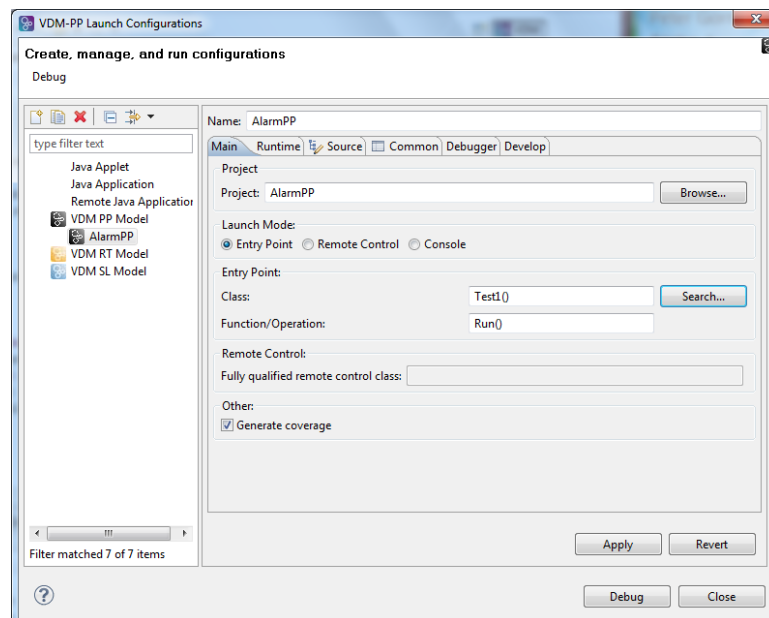 VDM-PP Launch Configurations
Create, manage, and run configurations
Debug
type filter text
Java Applet
Java Application
Remote Java Application
VDM PP Model
AlarmPP
VDM RT Model
VDM SL Model
Filter matched 7 of 7 items
Name: AlarmPP
Main Runtime Source Common Debugger Develop
Project
Project: AlarmPP Browse...
Launch Mode:
Entry Point Remote Control Console
Entry Point:
Class: Test1() Search...
Function/Operation: Run()
Remote Control:
Fully qualified remote control class:
Other:
Generate coverage
Apply Revert
? Debug Close